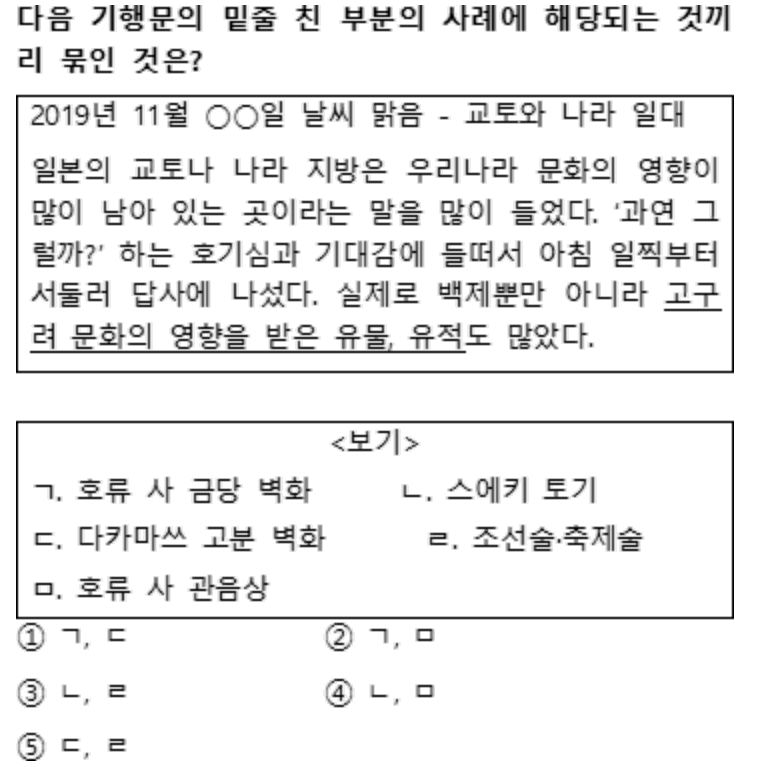 다음 기행문의 밑줄 친 부분의 사례에 해당되는 것끼
리 묶인 것은?
2019년 11월 ○○일 날씨 맑음 - 교토와 나라 일대
일본의 교토나 나라 지방은 우리나라 문화의 영향이
많이 남아 있는 곳이라는 말을 많이 들었다. ‘과연 그
럴까?’ 하는 호기심과 기대감에 들떠서 아침 일찍부터
서둘러 답사에 나섰다. 실제로 백제뿐만 아니라 고구
려 문화의 영향을 받은 유물, 유적도 많았다.
<보기>
ㄱ. 호류 사 금당 벽화 ㄴ. 스에키 토기
ㄷ. 다카마쓰 고분 벽화 ㄹ. 조선술·축제술
ㅁ. 호류 사 관음상
① ㄱ, ㄷ ② ㄱ, ㅁ
③ ㄴ, ㄹ ④ ㄴ, ㅁ
⑤ ㄷ, ㄹ